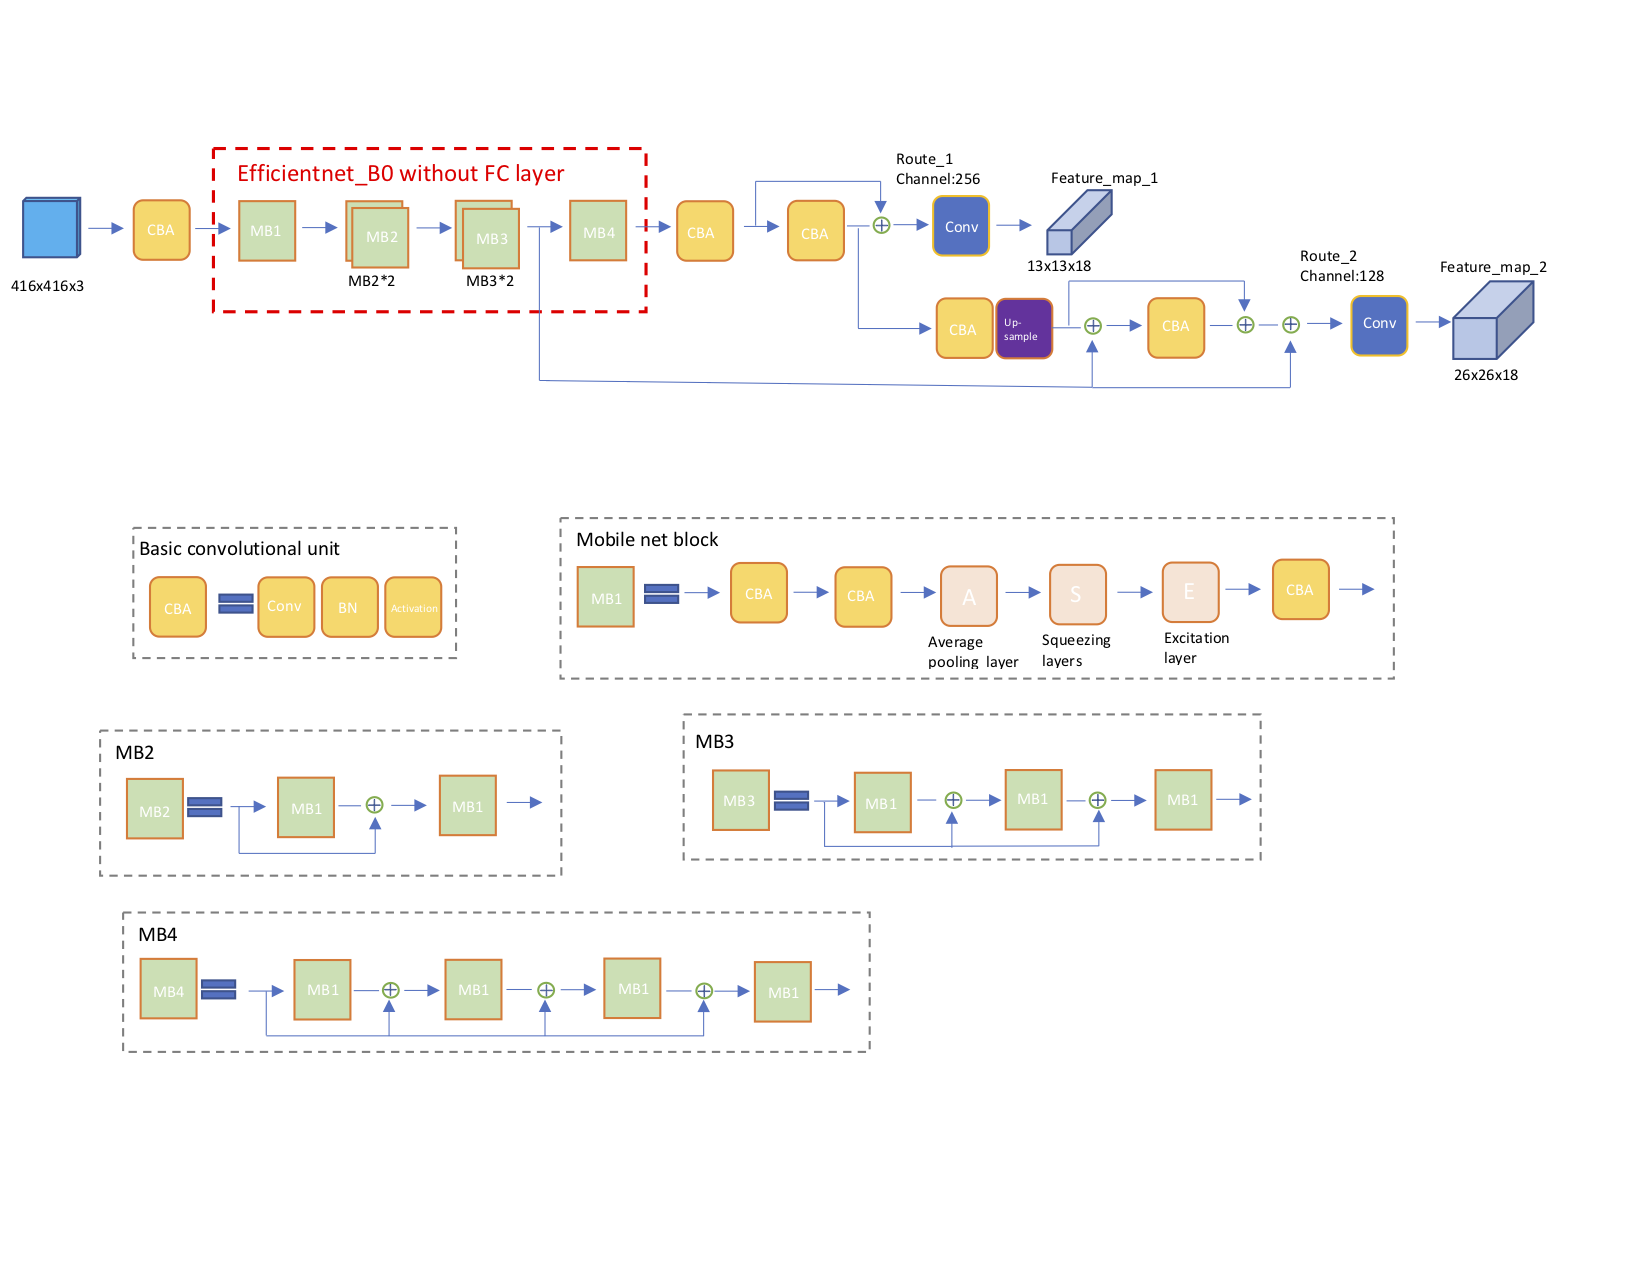 Efficientnet_B0 without FC layer
416x416x3
CBA
MB1
MB2
MB2*2
MB3
MB3*2
MB4
CBA
CBA
Route_1
Channel:256
Conv
Feature_map_1
13x13x18
CBA
Up-
sample
CBA
Route_2
Channel:128
Conv
Feature_map_2
26x26x18
Basic convolutional unit
CBA
Conv
BN
Activation
Mobile net block
MB1
CBA
CBA
A
Average
pooling layer
S
Squeezing
layers
E
Excitation
layer
CBA
MB2
MB2
MB1
MB1
MB3
MB3
MB1
MB1
MB1
MB4
MB4
MB1
MB1
MB1
MB1